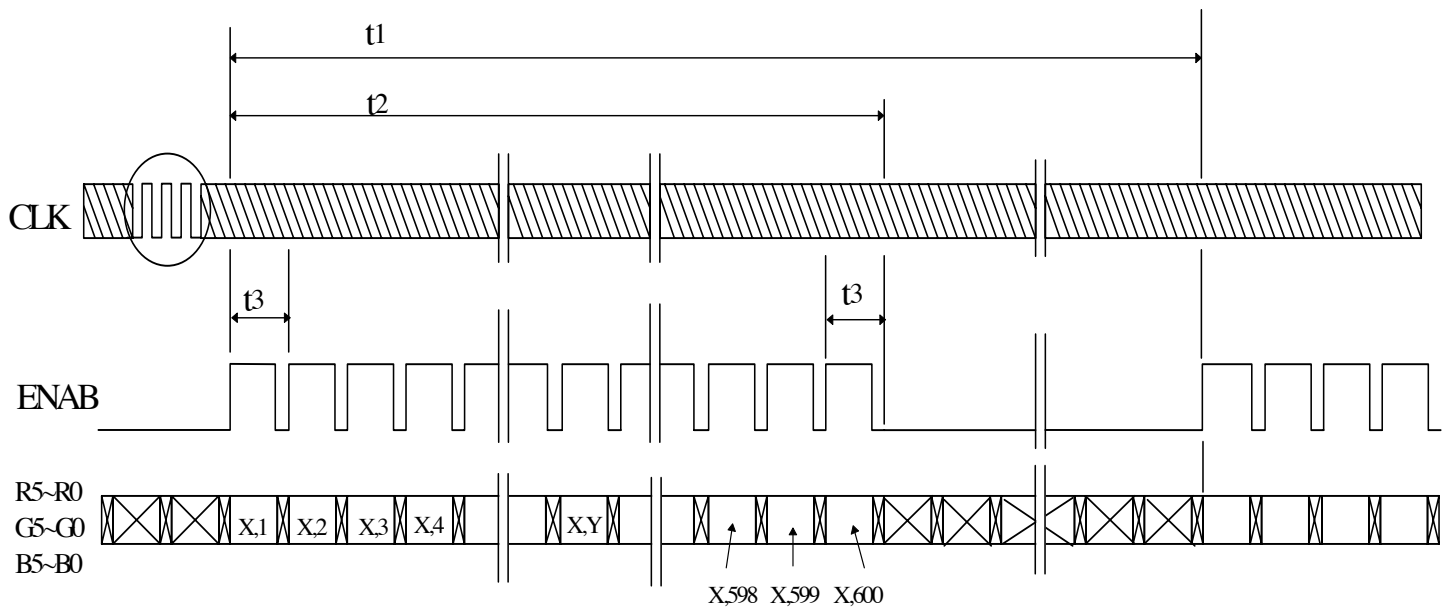 t1
t2
CLK
t3
t3
ENAB
R5~R0
G5~G0
B5~B0
X,1 X,2 X,3 X,4 X,Y
X,598 X,599 X,600